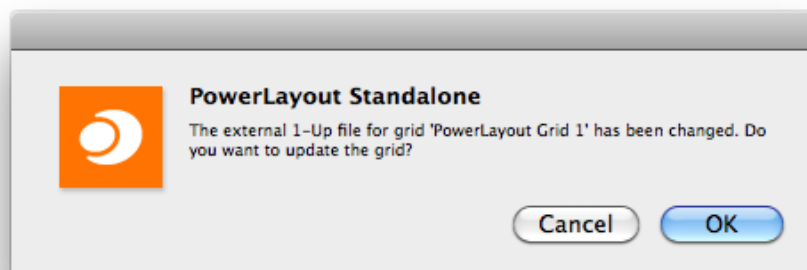 PowerLayout Standalone
The external 1-Up file for grid 'PowerLayout Grid 1' has been changed. Do
you want to update the grid?
Cancel OK